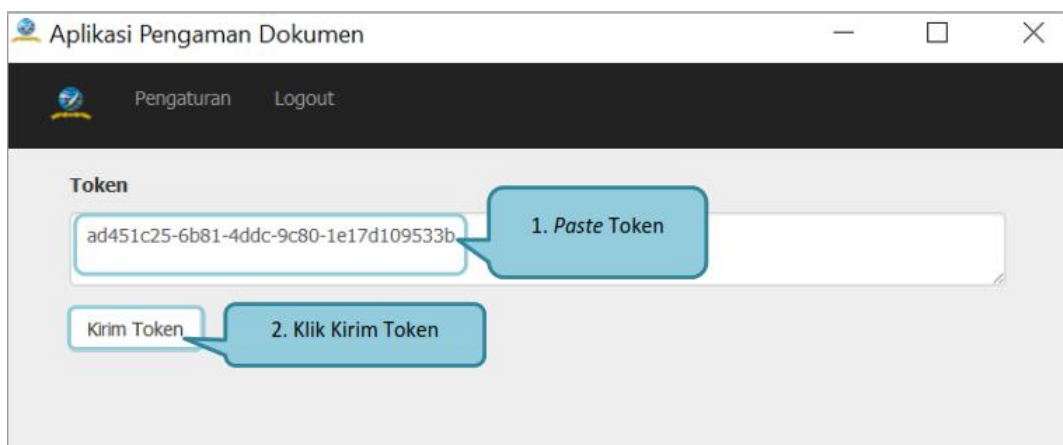 Aplikasi Pengaman Dokumen
Pengaturan Logout
Token
ad451c25-6b81-4ddc-9c80-1e17d109533b
1. Paste Token
Kirim Token
2. Klik Kirim Token